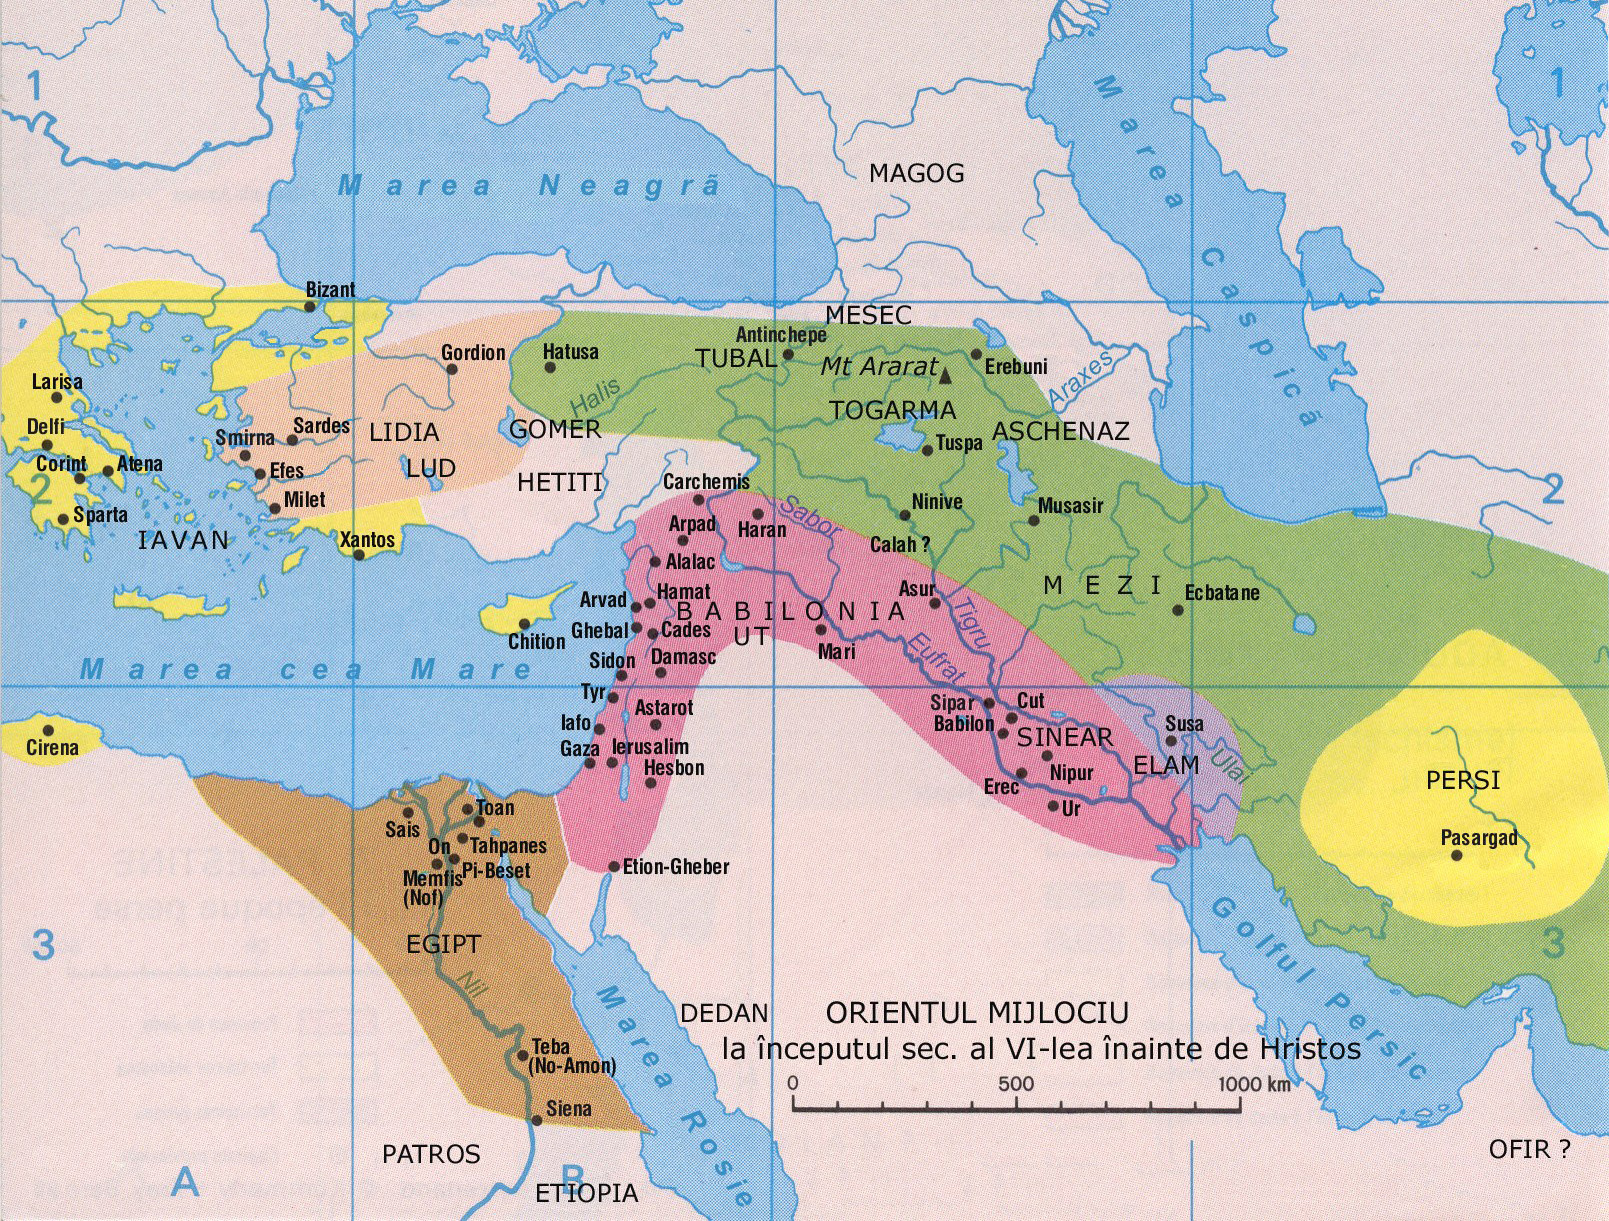 1
1
Marea Neagră
Marea Caspică
MAGOG
Bizant
MESEC
Antinchepe
TUBAL
Mt Ararat
Erebuni
Araxes
Gordion
Hatusa
Halis
TOGARMA
ASCHENAZ
Tuspa
Larisa
Delfi
Corint
Atena
2
Sparta
IAVAN
Smirna
Sardes
LIDIA
LUD
Efes
Milet
Xantos
GOMER
HETITI
Carchemis
Arpad
Haran
Sabor
Ninive
Calah ?
Musasir
2
Alalac
Hamat
Arvad
BABILONIA
UT
Ghebal
Cades
Asur
MEZI
Ecbatane
Chition
Sidon
Damasc
Mari
Tigru
Eufrat
Marea cea Mare
Tyr
Astarot
Iafo
Gaza
Ierusalim
Hesbon
Sipar
Cut
Babilon
SINEAR
Susa
Ulai
ELAM
Nipur
Erec
Ur
Cirena
PERSI
Pasargad
Sais
Toan
On
Tahpanes
Memfis
(Nof)
Pi-Beset
Etion-Gheber
3
EGIPT
Nil
Golful Persic
3
Marea Rosie
DEDAN
ORIENTUL MIJLOCIU
la începutul sec. al VI-lea înainte de Hristos
0 500 1000 km
Teba
(No-Amon)
Siena
PATROS
OFIR ?
A
B
ETIOPIA